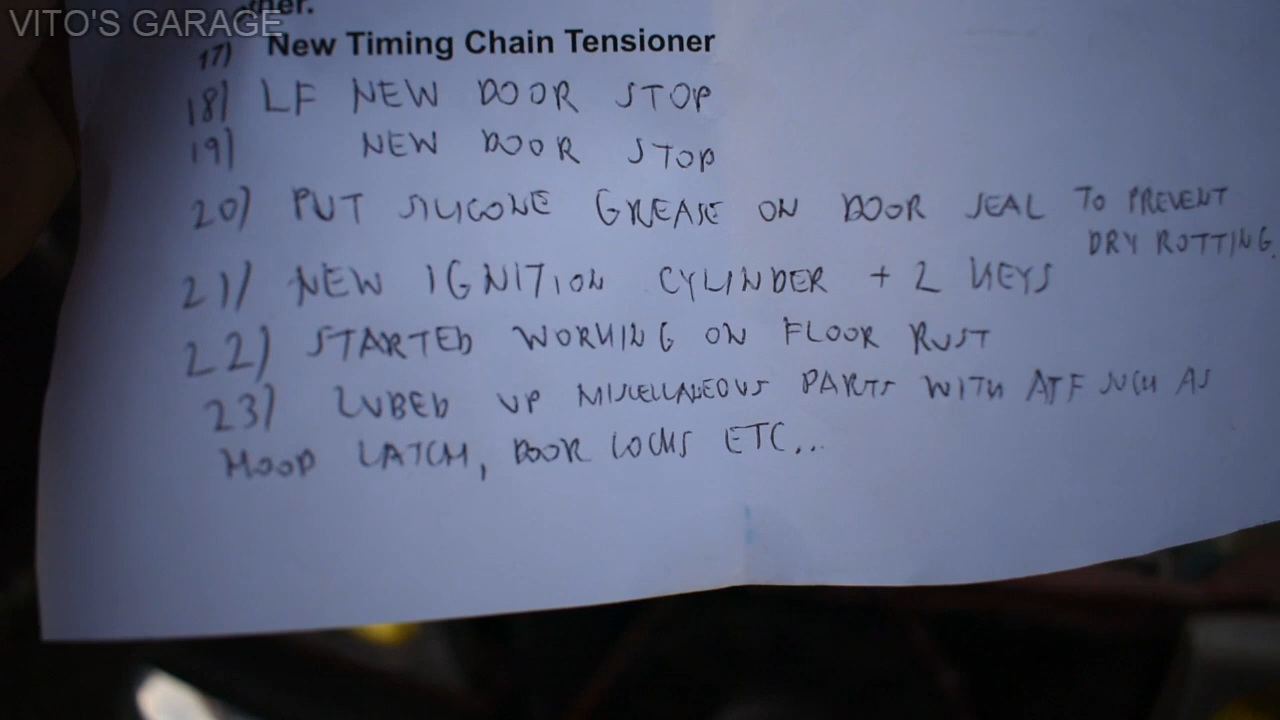 VITO'S GARAGE
17) New Timing Chain Tensioner
18) LF NEW DOOR STOP
19) NEW DOOR STOP
20) PUT SILICONE GREASE ON DOOR SEAL TO PREVENT
DRY ROTTING.
21) NEW IGNITION CYLINDER + 2 KEYS
22) STARTED WORKING ON FLOOR RUST
23) LUBED UP MISCELLANEOUS PARTS WITH ATF SUCH AS
HOOD LATCH, DOOR LOCKS ETC...